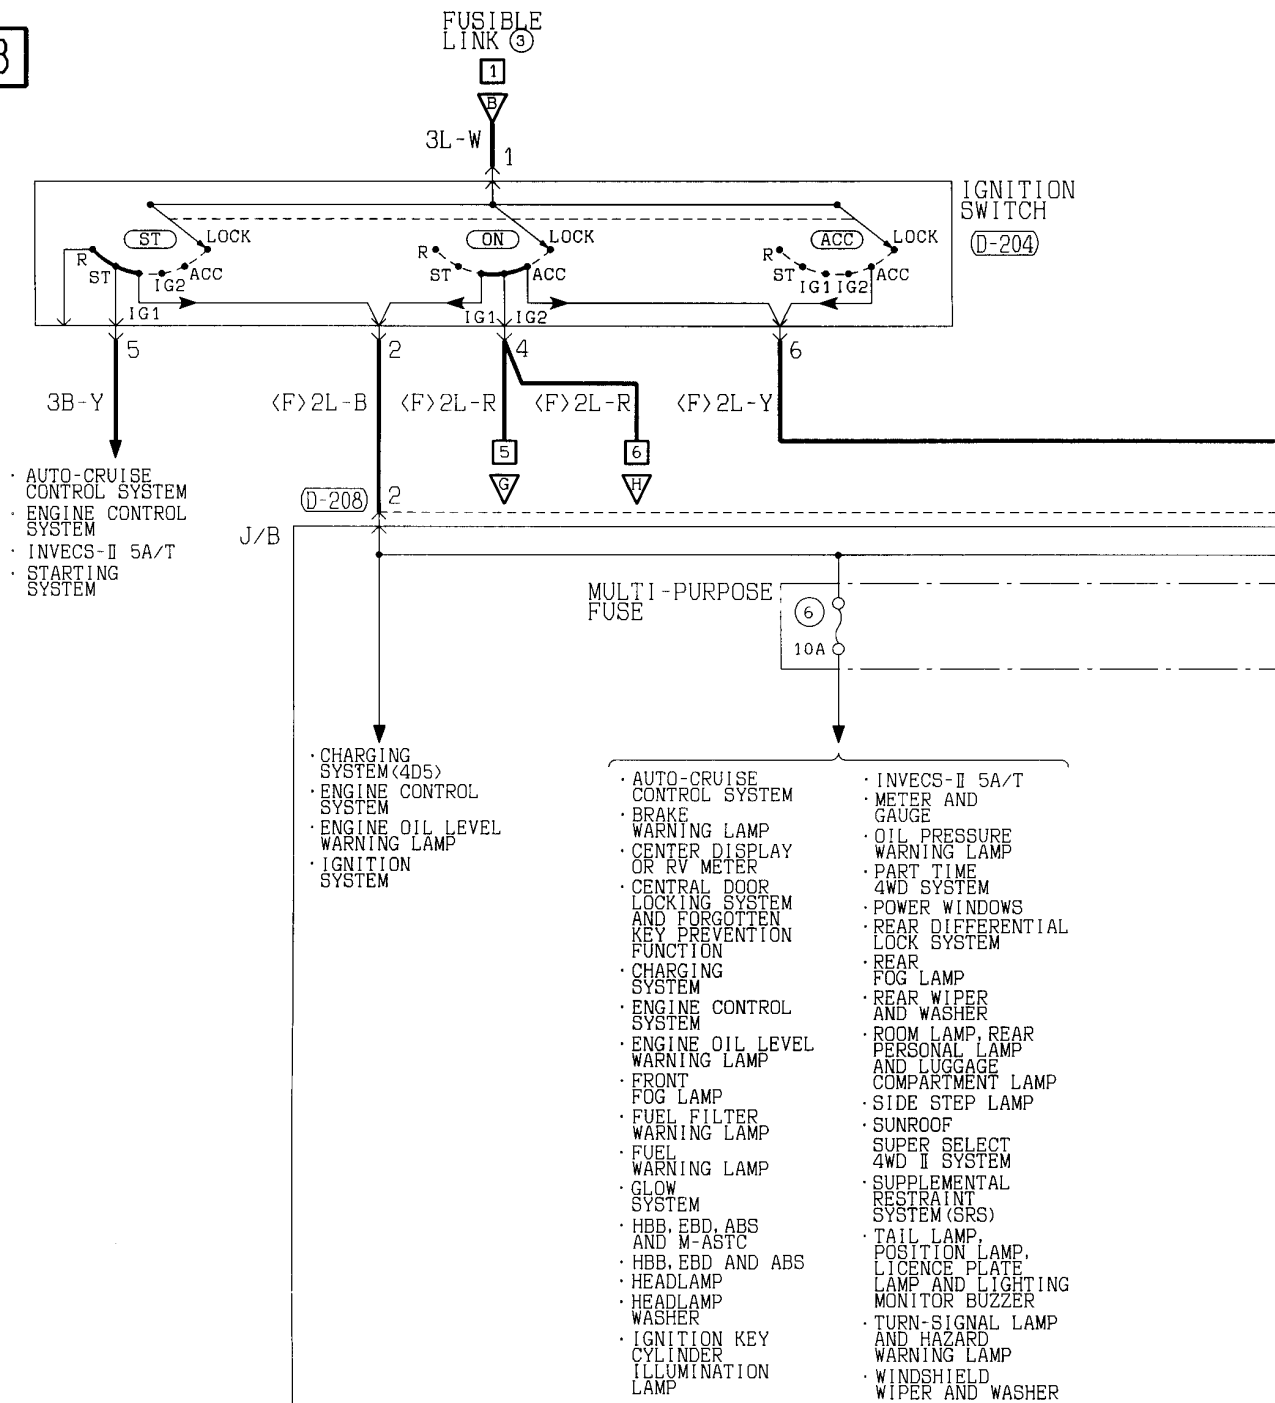 FUSIBLE
LINK ③
1
B
3L-W
1
IGNITION
SWITCH
D-204
ST
LOCK
R
ST
ACC
IG2
IG1
ON
LOCK
R
ST
ACC
IG1
IG2
ACC
LOCK
R
ST
ACC
IG1 IG2
5
2
4
6
3B-Y
<F>2L-B
<F>2L-R
<F>2L-R
<F>2L-Y
5
G
6
H
· AUTO-CRUISE
CONTROL SYSTEM
· ENGINE CONTROL
SYSTEM
· INVECS-Ⅱ 5A/T
· STARTING
SYSTEM
D-208
2
J/B
MULTI-PURPOSE
FUSE
6
10A
· CHARGING
SYSTEM(4D5)
· ENGINE CONTROL
SYSTEM
· ENGINE OIL LEVEL
WARNING LAMP
· IGNITION
SYSTEM
· AUTO-CRUISE
CONTROL SYSTEM
· BRAKE
WARNING LAMP
· CENTER DISPLAY
OR RV METER
· CENTRAL DOOR
LOCKING SYSTEM
AND FORGOTTEN
KEY PREVENTION
FUNCTION
· CHARGING
SYSTEM
· ENGINE CONTROL
SYSTEM
· ENGINE OIL LEVEL
WARNING LAMP
· FRONT
FOG LAMP
· FUEL FILTER
WARNING LAMP
· FUEL
WARNING LAMP
· GLOW
SYSTEM
· HBB, EBD, ABS
AND M-ASTC
· HBB, EBD AND ABS
· HEADLAMP
· HEADLAMP
WASHER
· IGNITION KEY
CYLINDER
ILLUMINATION
LAMP
· INVECS-Ⅱ 5A/T
· METER AND
GAUGE
· OIL PRESSURE
WARNING LAMP
· PART TIME
4WD SYSTEM
· POWER WINDOWS
· REAR DIFFERENTIAL
LOCK SYSTEM
· REAR
FOG LAMP
· REAR WIPER
AND WASHER
· ROOM LAMP, REAR
PERSONAL LAMP
AND LUGGAGE
COMPARTMENT LAMP
· SIDE STEP LAMP
· SUNROOF
SUPER SELECT
4WD Ⅱ SYSTEM
· SUPPLEMENTAL
RESTRAINT
SYSTEM(SRS)
· TAIL LAMP,
POSITION LAMP,
LICENCE PLATE
LAMP AND LIGHTING
MONITOR BUZZER
· TURN-SIGNAL LAMP
AND HAZARD
WARNING LAMP
· WINDSHIELD
WIPER AND WASHER